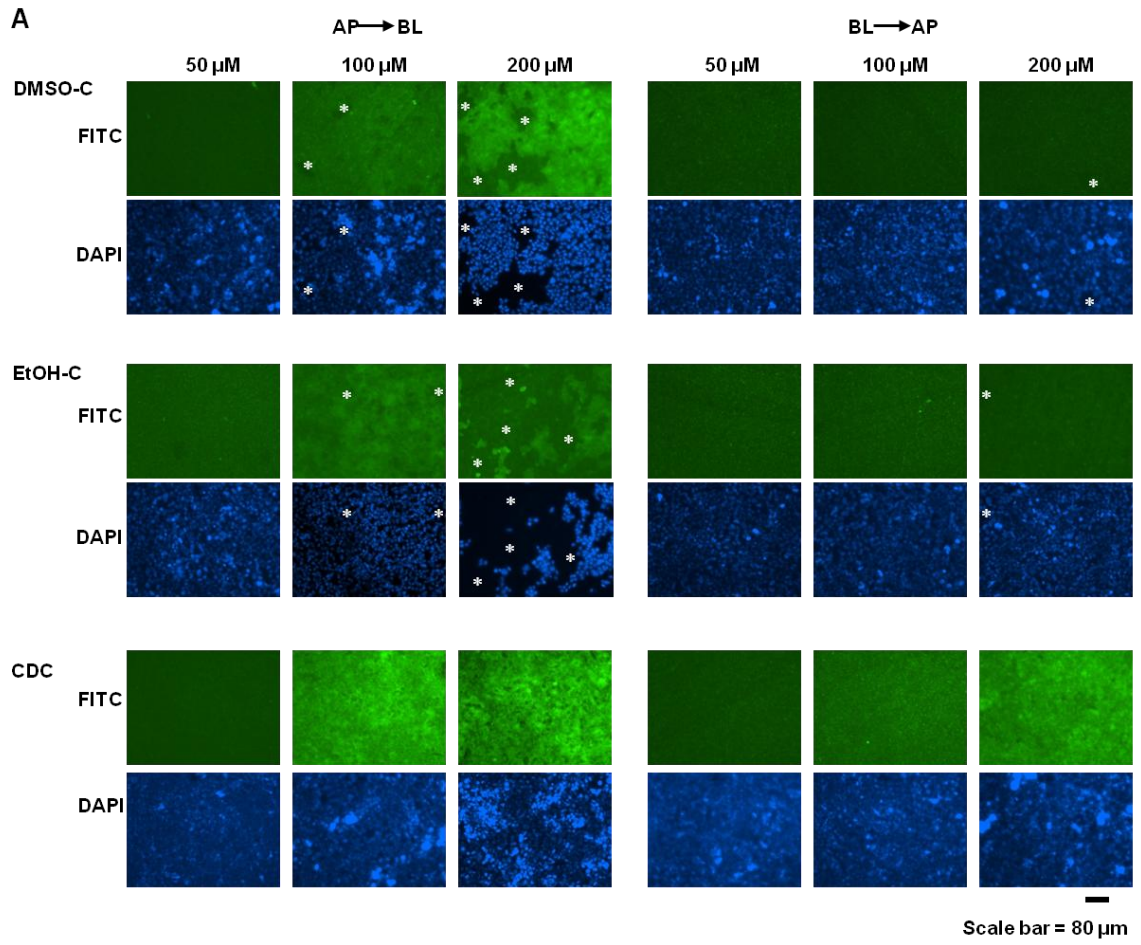 A
AP→BL BL→AP
50 µM 100 µM 200 µM 50 µM 100 µM 200 µM
DMSO-C
FITC
* * * * * * *
DAPI
* * * * * * *
EtOH-C
FITC
* * * * * * *
DAPI
* * * * * * *
CDC
FITC
DAPI
Scale bar = 80 µm